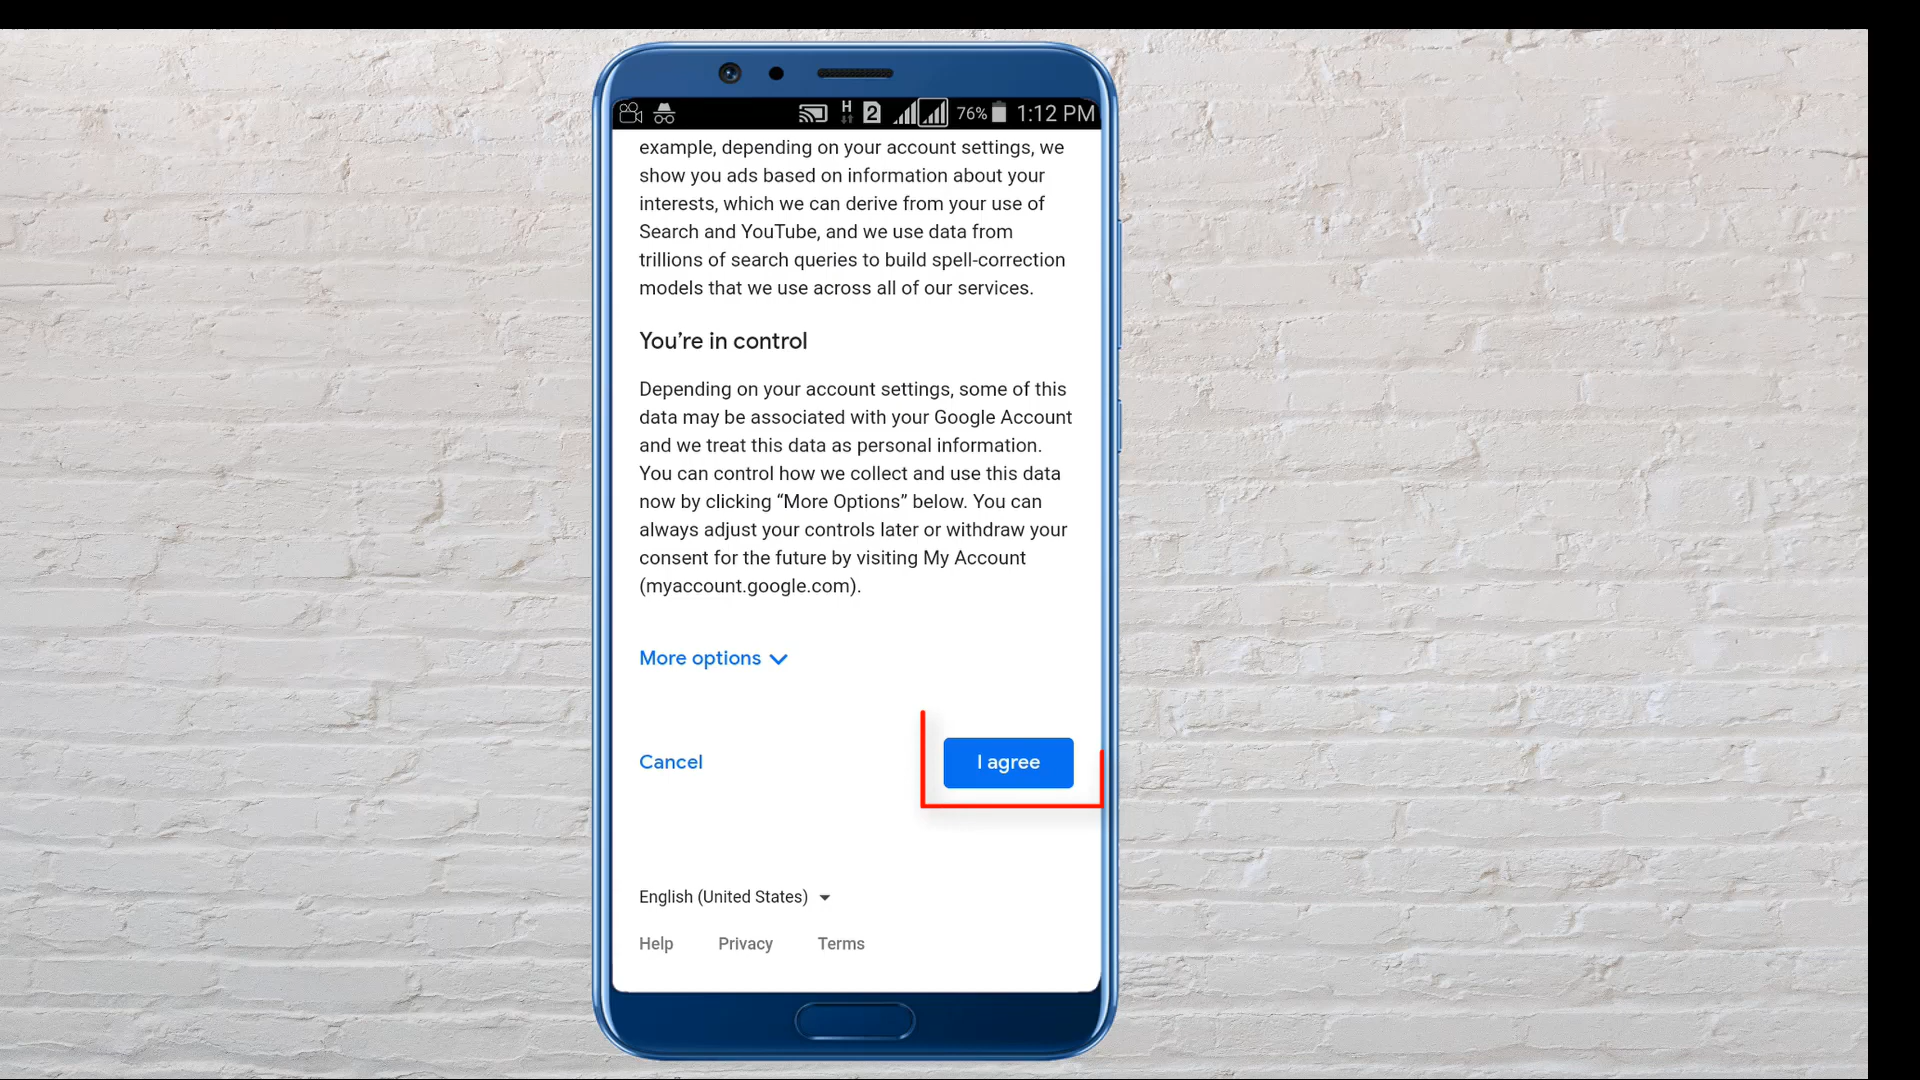 H 2 76% 1:12 PM
example, depending on your account settings, we
show you ads based on information about your
interests, which we can derive from your use of
Search and YouTube, and we use data from
trillions of search queries to build spell-correction
models that we use across all of our services.
You’re in control
Depending on your account settings, some of this
data may be associated with your Google Account
and we treat this data as personal information.
You can control how we collect and use this data
now by clicking “More Options” below. You can
always adjust your controls later or withdraw your
consent for the future by visiting My Account
(myaccount.google.com).
More options
Cancel I agree
English (United States)
Help Privacy Terms